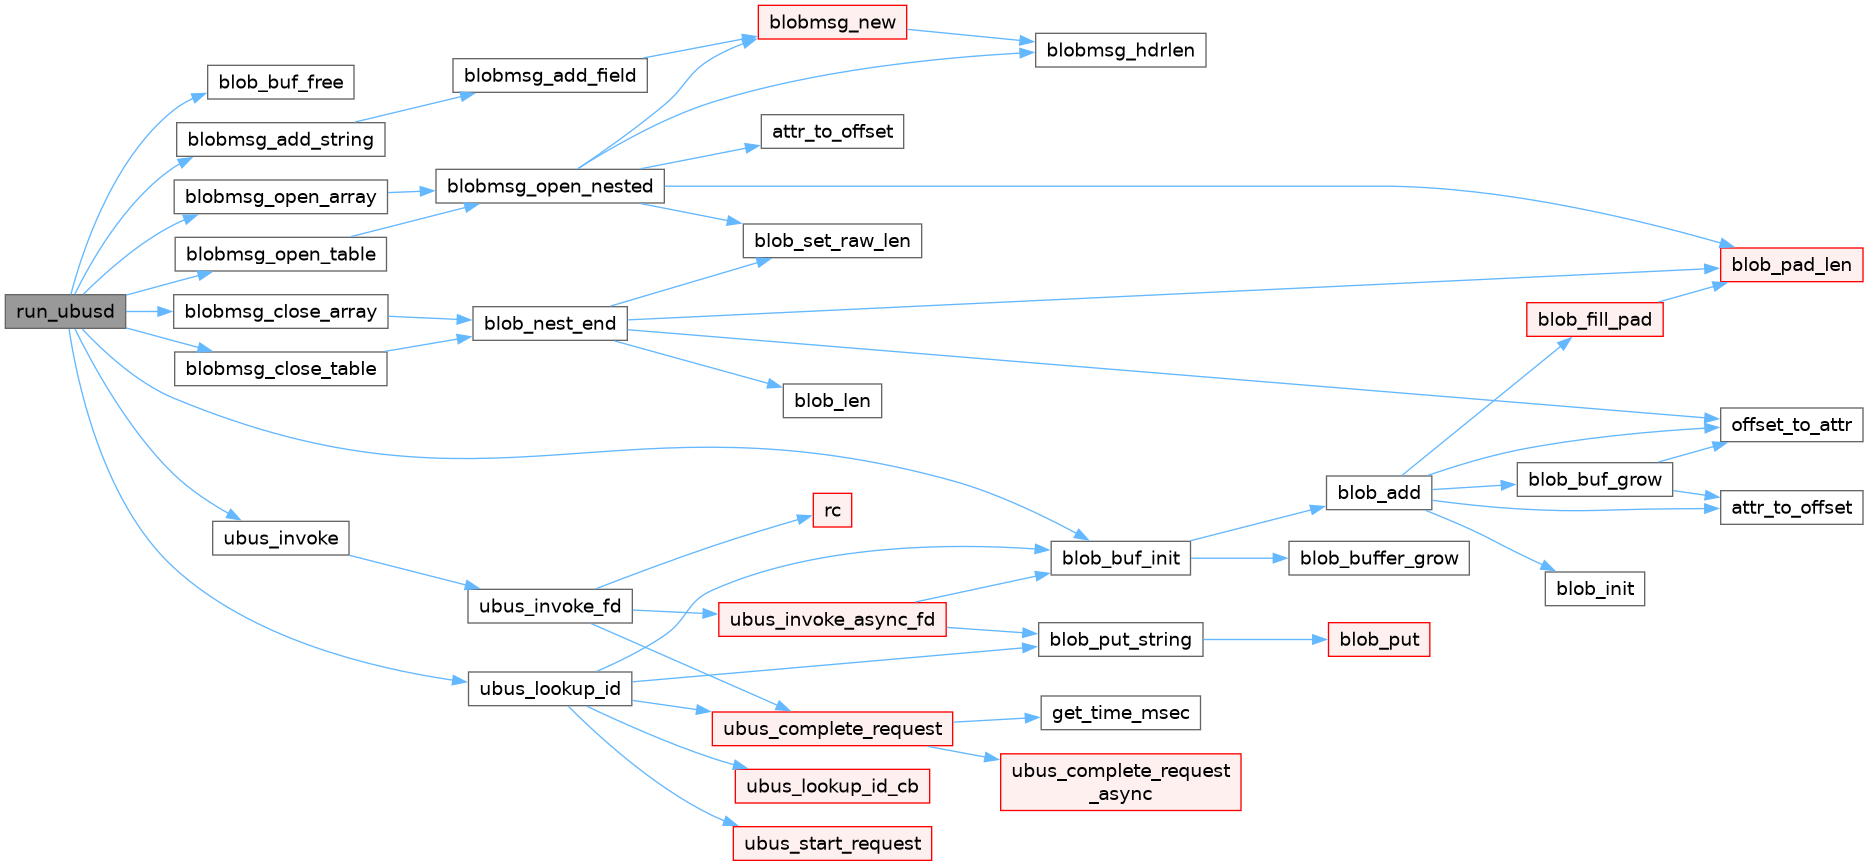 run_ubusd
blob_buf_free
blobmsg_add_string
blobmsg_open_array
blobmsg_open_table
blobmsg_close_array
blobmsg_close_table
ubus_invoke
blobmsg_add_field
blobmsg_open_nested
blob_nest_end
ubus_invoke_fd
ubus_lookup_id
blobmsg_new
attr_to_offset
blob_set_raw_len
blob_len
rc
ubus_invoke_async_fd
ubus_complete_request
ubus_lookup_id_cb
ubus_start_request
blobmsg_hdrlen
blob_buf_init
blob_put_string
get_time_msec
ubus_complete_request
_async
blob_add
blob_buffer_grow
blob_put
blob_fill_pad
blob_buf_grow
blob_init
blob_pad_len
offset_to_attr
attr_to_offset